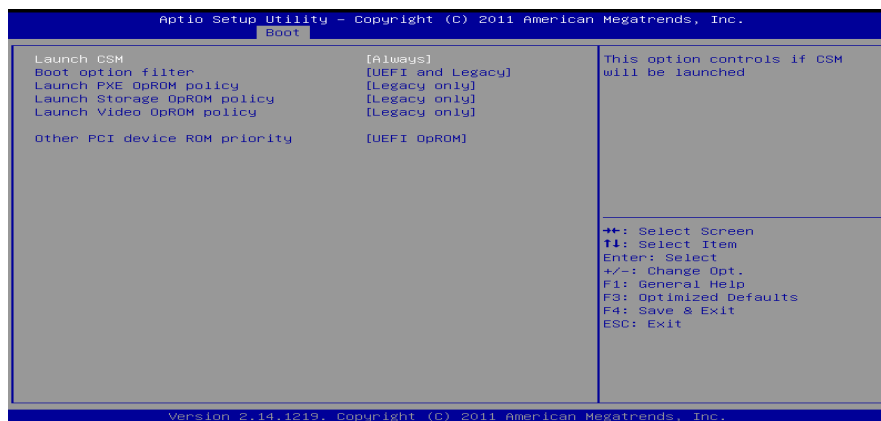 Aptio Setup Utility – Copyright (C) 2011 American Megatrends, Inc.
Boot
Launch CSM [Always]
Boot option filter [UEFI and Legacy]
Launch PXE OpROM policy [Legacy only]
Launch Storage OpROM policy [Legacy only]
Launch Video OpROM policy [Legacy only]
Other PCI device ROM priority [UEFI OpROM]
This option controls if CSM
will be launched
→←: Select Screen
↑↓: Select Item
Enter: Select
+/-: Change Opt.
F1: General Help
F3: Optimized Defaults
F4: Save & Exit
ESC: Exit
Version 2.14.1219. Copyright (C) 2011 American Megatrends, Inc.